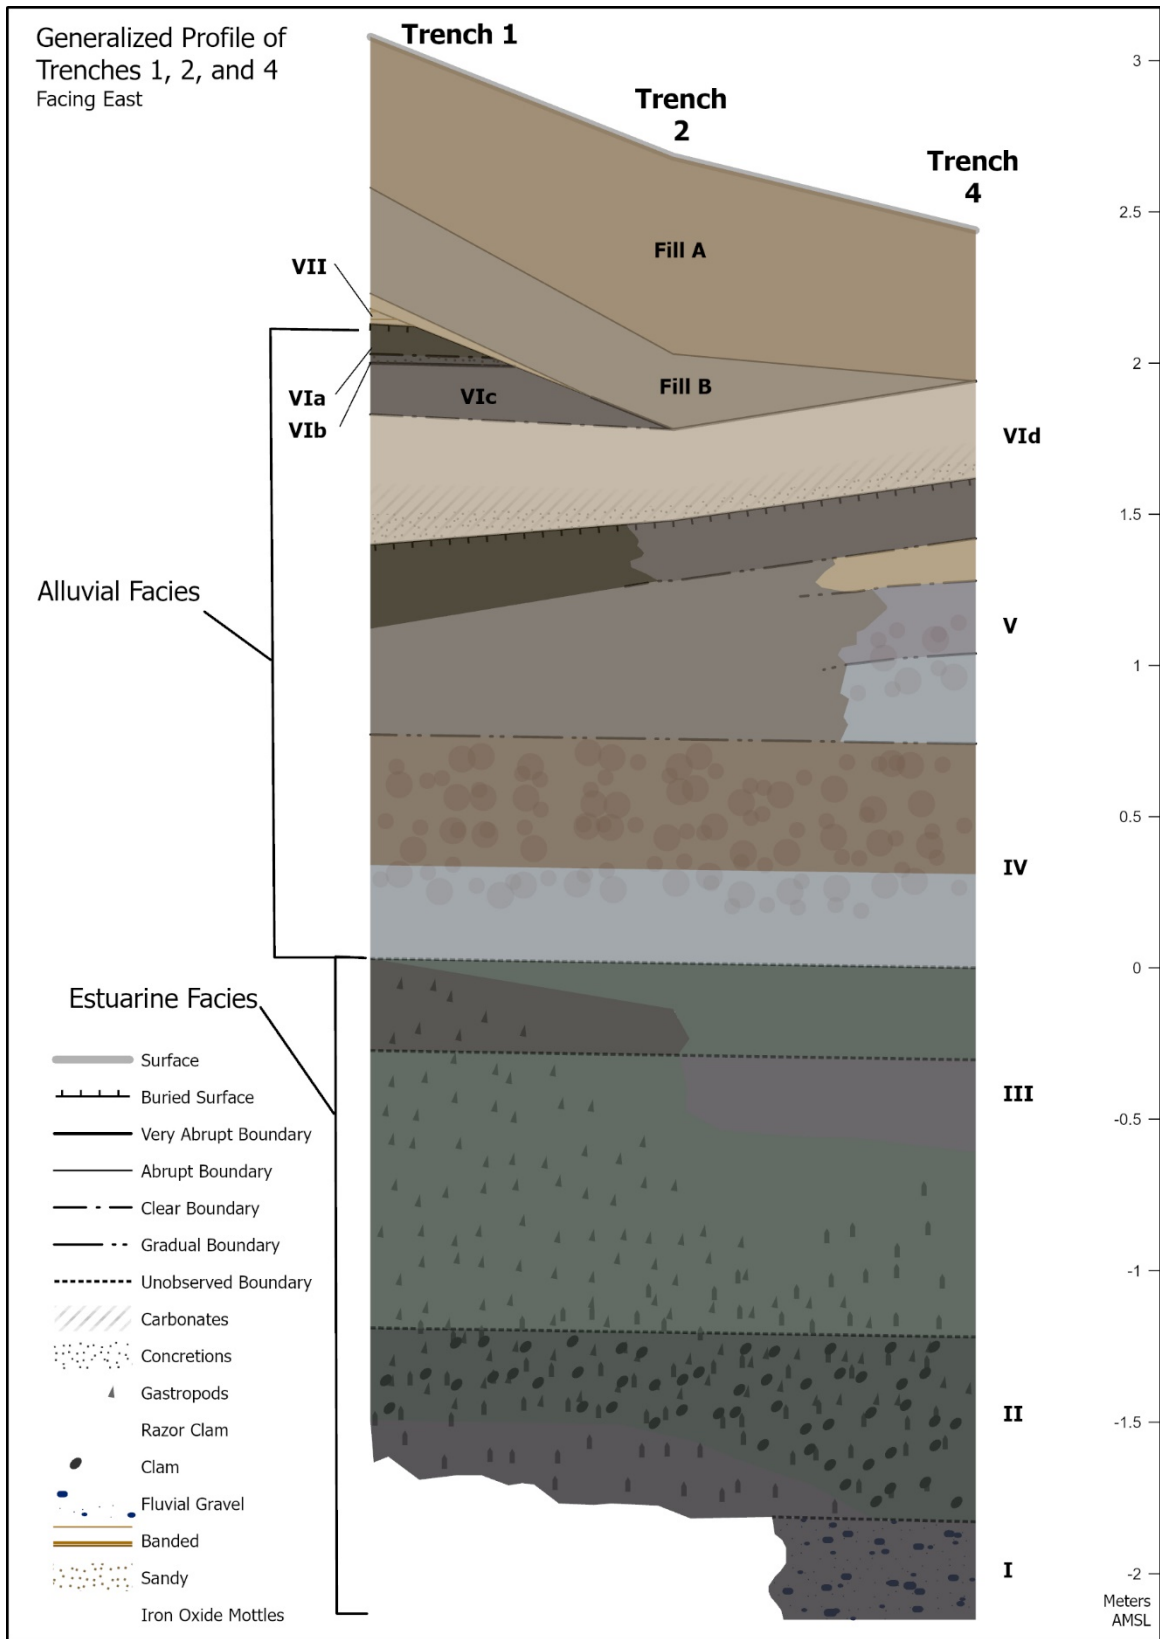 Generalized Profile of
Trenches 1, 2, and 4
Facing East
Trench 1
Trench
2
Trench
4
3
2.5
2
1.5
1
0.5
0
-0.5
-1
-1.5
-2
Meters
AMSL
Fill A
Fill B
VII
VIa
VIb
VIc
VId
V
IV
III
II
I
Alluvial Facies
Estuarine Facies
Surface
Buried Surface
Very Abrupt Boundary
Abrupt Boundary
Clear Boundary
Gradual Boundary
Unobserved Boundary
Carbonates
Concretions
Gastropods
Razor Clam
Clam
Fluvial Gravel
Banded
Sandy
Iron Oxide Mottles